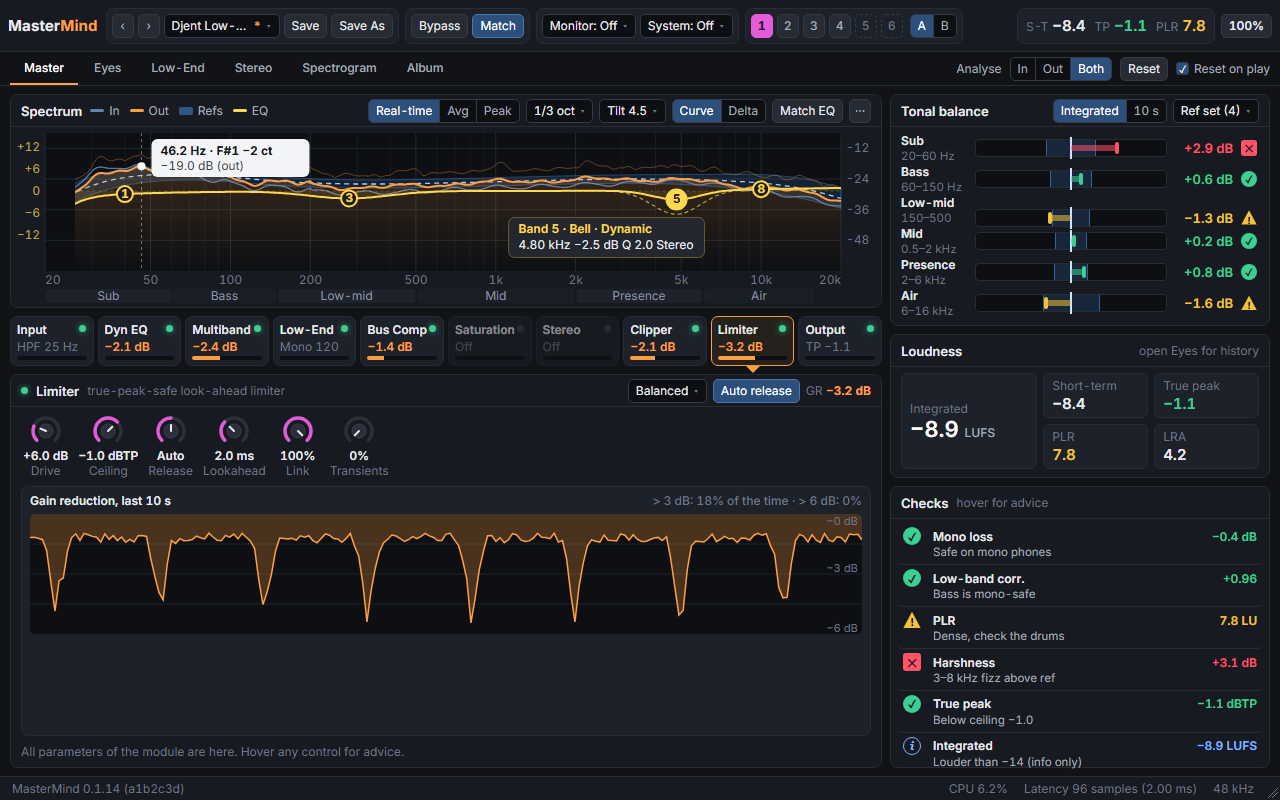 MasterMind ‹ › Djent Low-... * Save Save As Bypass Match Monitor: Off System: Off 1 2 3 4 5 6 A B S-T −8.4 TP −1.1 PLR 7.8 100%
Master Eyes Low-End Stereo Spectrogram Album Analyse In Out Both Reset Reset on play
Spectrum In Out Refs EQ Real-time Avg Peak 1/3 oct Tilt 4.5 Curve Delta Match EQ ...
+12 −12
+6 −24
0 −36
−6 −48
−12
46.2 Hz · F#1 −2 ct
−19.0 dB (out)
1 3 5 8
Band 5 · Bell · Dynamic
4.80 kHz −2.5 dB Q 2.0 Stereo
20 50 100 200 500 1k 2k 5k 10k 20k
Sub Bass Low-mid Mid Presence Air
Tonal balance Integrated 10 s Ref set (4)
Sub +2.9 dB
20–60 Hz
Bass +0.6 dB
60–150 Hz
Low-mid −1.3 dB
150–500
Mid +0.2 dB
0.5–2 kHz
Presence +0.8 dB
2–6 kHz
Air −1.6 dB
6–16 kHz
Input Dyn EQ Multiband Low-End Bus Comp Saturation Stereo Clipper Limiter Output
HPF 25 Hz −2.1 dB −2.4 dB Mono 120 −1.4 dB Off Off −2.1 dB −3.2 dB TP −1.1
Limiter true-peak-safe look-ahead limiter Balanced Auto release GR −3.2 dB
+6.0 dB −1.0 dBTP Auto 2.0 ms 100% 0%
Drive Ceiling Release Lookahead Link Transients
Gain reduction, last 10 s > 3 dB: 18% of the time · > 6 dB: 0%
−0 dB
−3 dB
−6 dB
All parameters of the module are here. Hover any control for advice.
Loudness open Eyes for history
Integrated
−8.9 LUFS
Short-term
−8.4
True peak
−1.1
PLR
7.8
LRA
4.2
Checks hover for advice
Mono loss −0.4 dB
Safe on mono phones
Low-band corr. +0.96
Bass is mono-safe
PLR 7.8 LU
Dense, check the drums
Harshness +3.1 dB
3–8 kHz fizz above ref
True peak −1.1 dBTP
Below ceiling −1.0
Integrated −8.9 LUFS
Louder than −14 (info only)
MasterMind 0.1.14 (a1b2c3d) CPU 6.2% Latency 96 samples (2.00 ms) 48 kHz